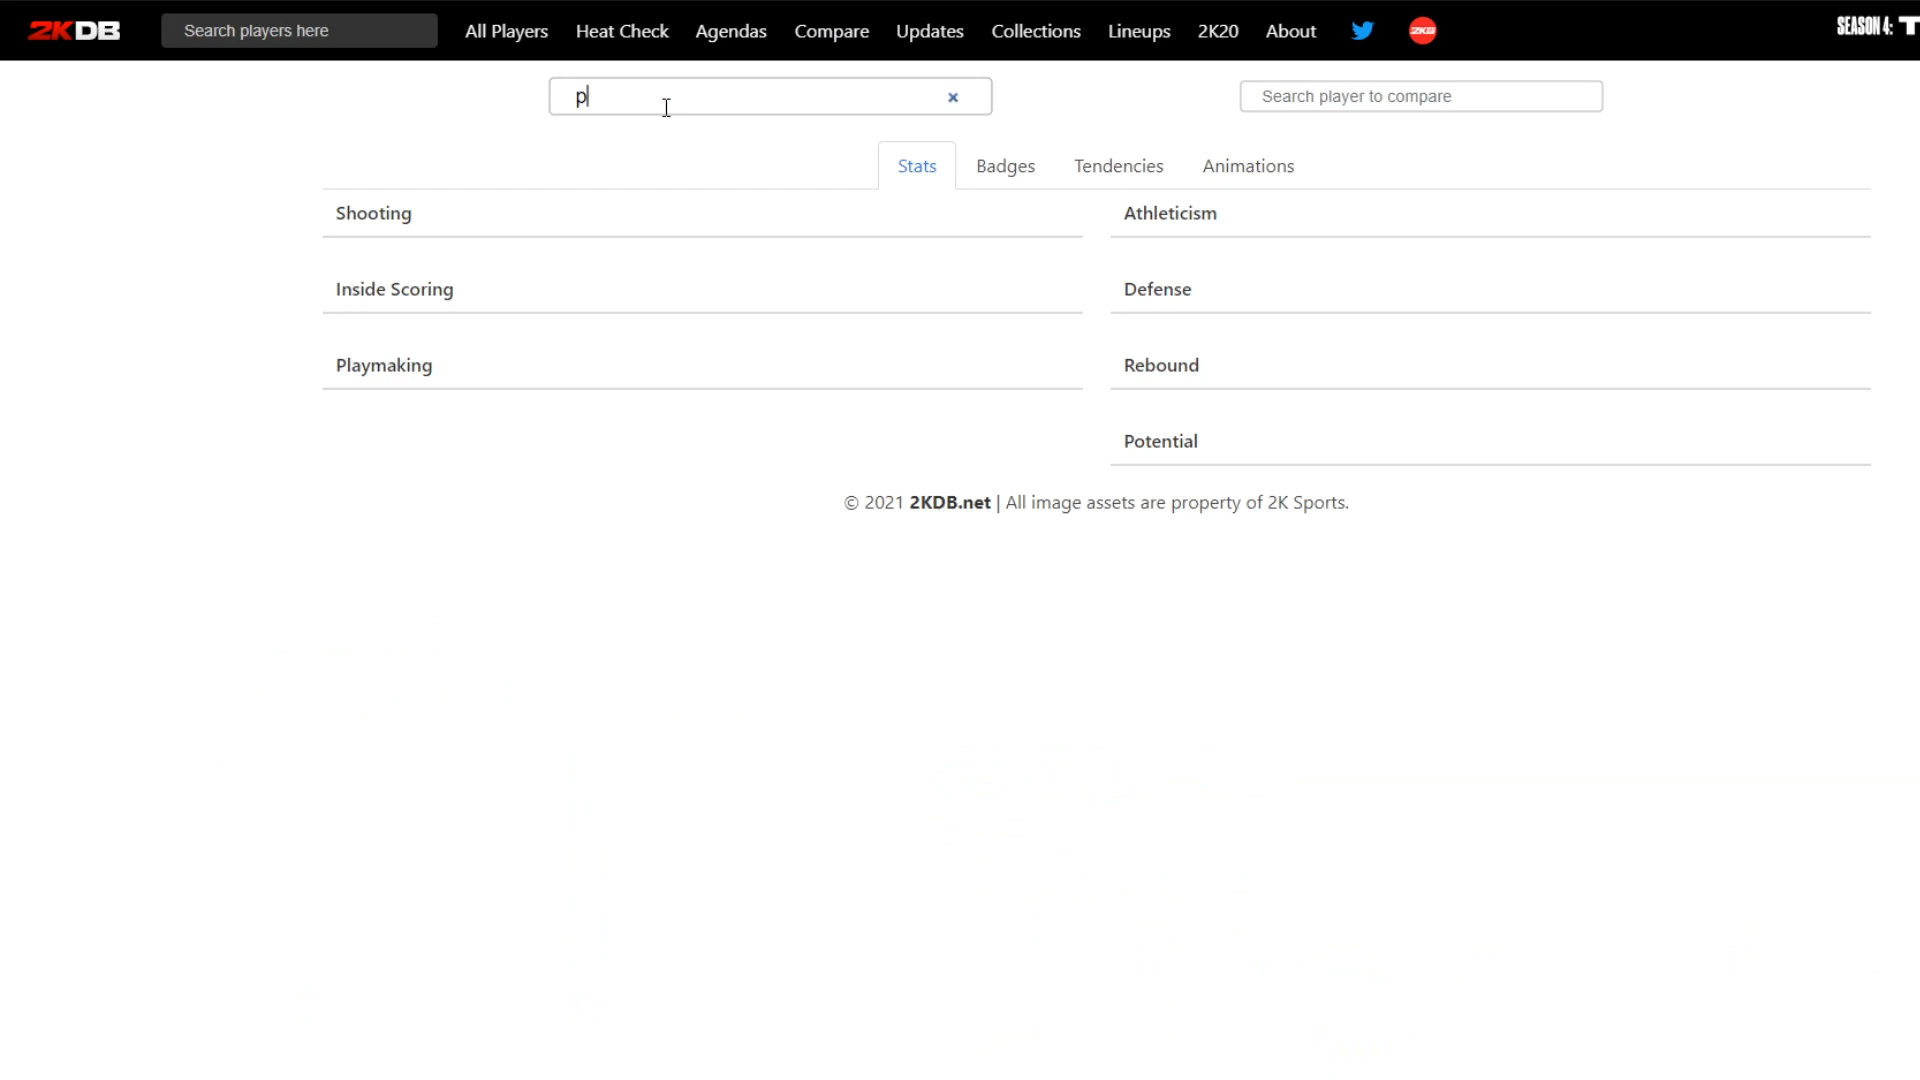 2KDB Search players here All Players Heat Check Agendas Compare Updates Collections Lineups 2K20 About 2KG SEASON 4: T
p × Search player to compare
Stats Badges Tendencies Animations
Shooting Athleticism
Inside Scoring Defense
Playmaking Rebound
Potential
© 2021 2KDB.net | All image assets are property of 2K Sports.